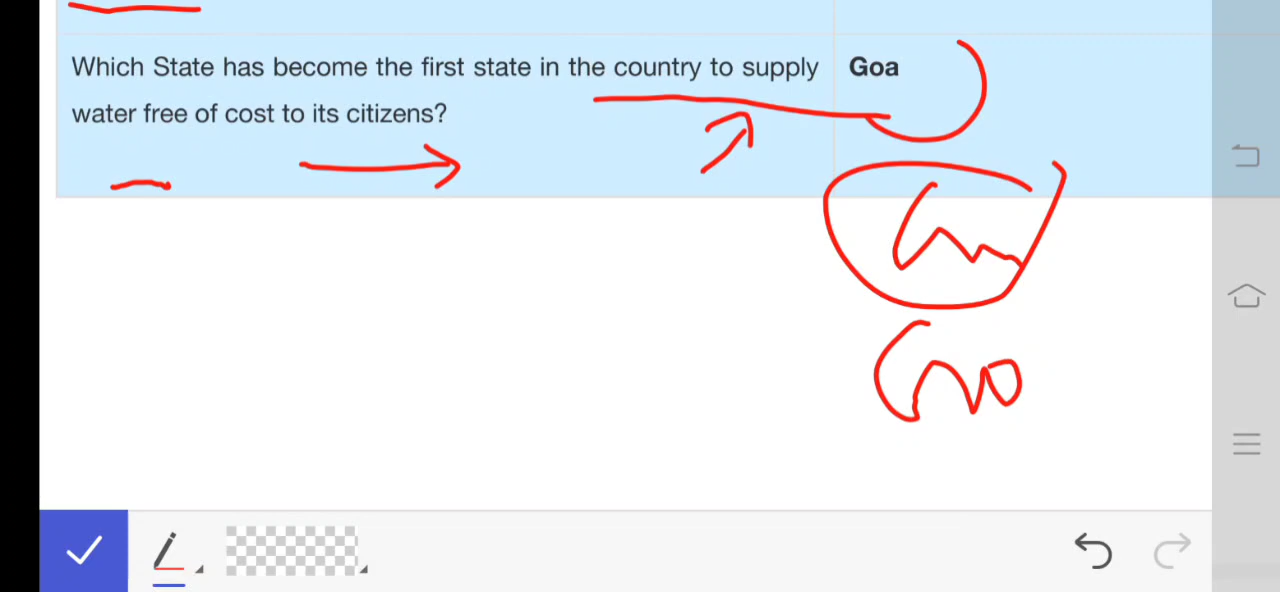 Which State has become the first state in the country to supply Goa
water free of cost to its citizens?